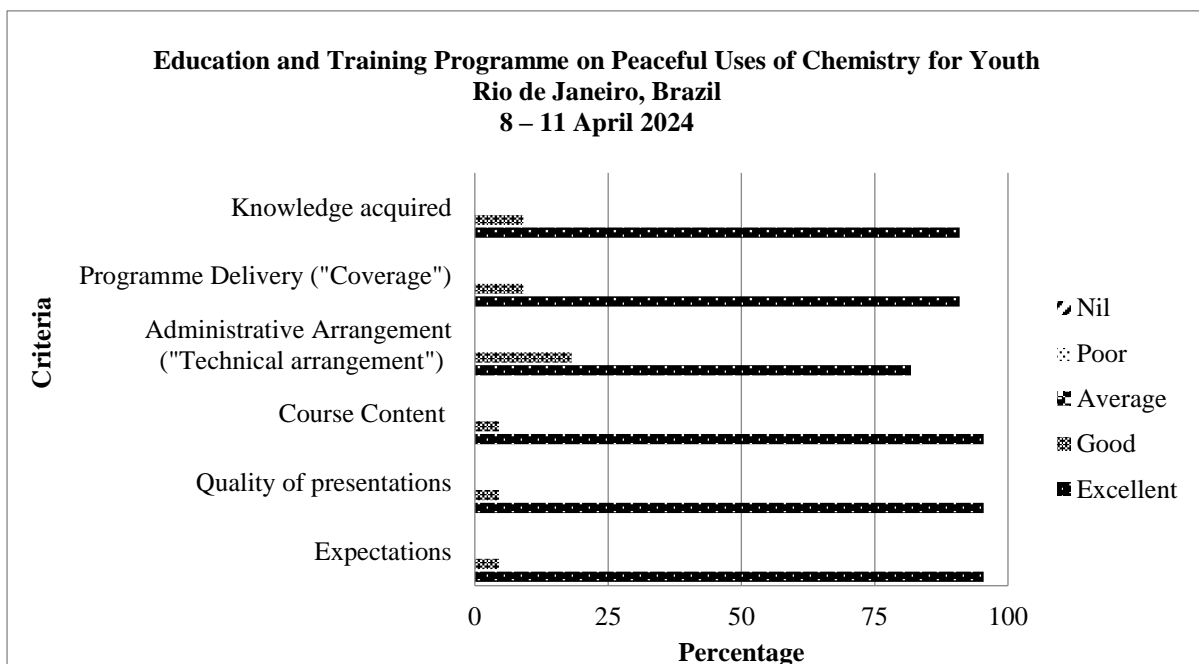 Education and Training Programme on Peaceful Uses of Chemistry for Youth
Rio de Janeiro, Brazil
8 – 11 April 2024
Criteria
Knowledge acquired
Programme Delivery ("Coverage")
Administrative Arrangement
("Technical arrangement")
Course Content
Quality of presentations
Expectations
0 25 50 75 100
Percentage
Nil
Poor
Average
Good
Excellent